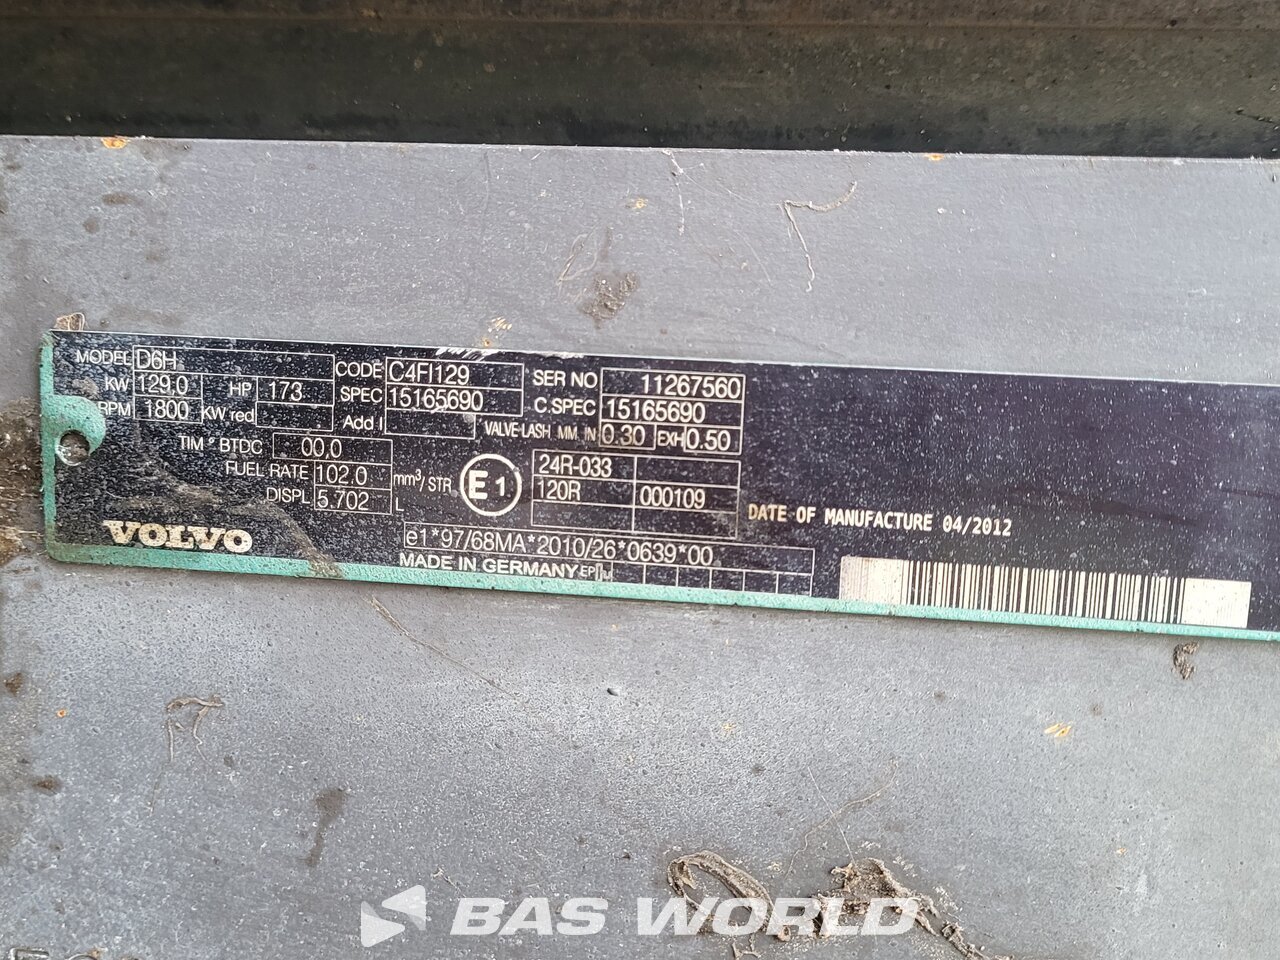 MODEL D6H CODE C4FI129 SER NO 11267560
KW 129,0 HP 173 SPEC 15165690 C.SPEC 15165690
RPM 1800 KW red Add I VALVE-LASH MM IN 0.30 EXH 0.50
TIM ° BTDC 00,0
FUEL RATE 102.0 mm³/STR
DISPL 5.702 L
E1
24R-033
120R 000109
DATE OF MANUFACTURE 04/2012
VOLVO
e1*97/68MA*2010/26*0639*00
MADE IN GERMANY
BAS WORLD